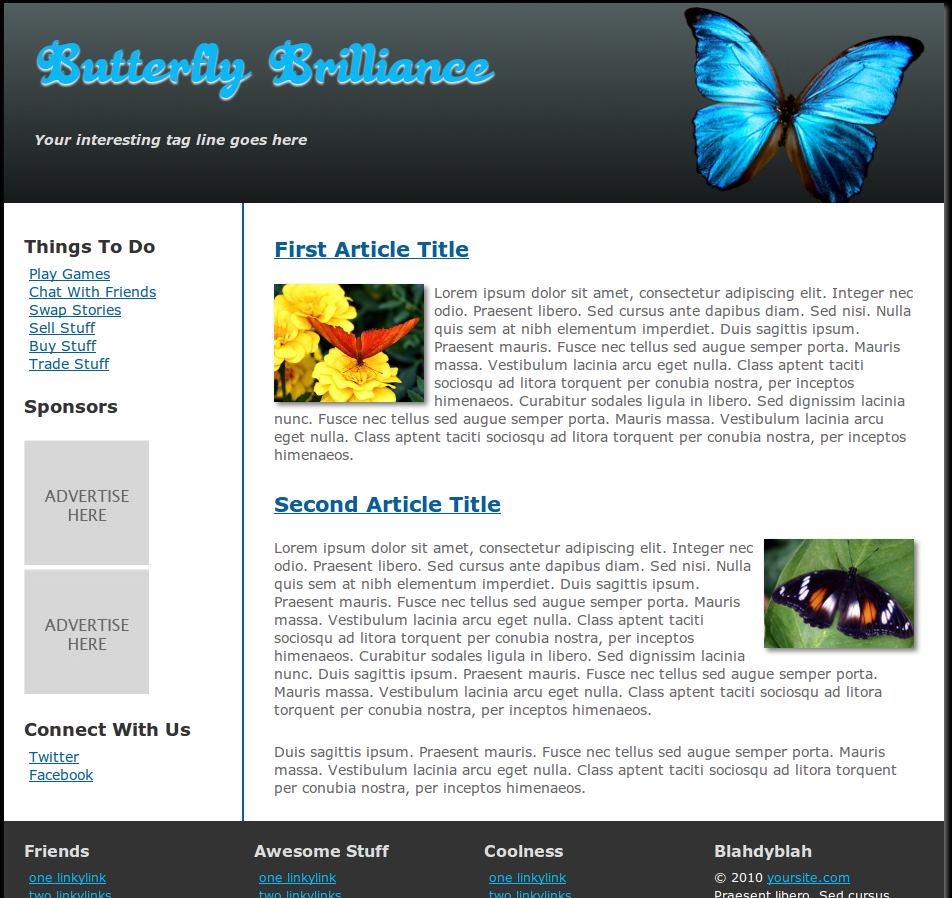 Butterfly Brilliance
Your interesting tag line goes here
Things To Do
Play Games
Chat With Friends
Swap Stories
Sell Stuff
Buy Stuff
Trade Stuff
Sponsors
ADVERTISE
HERE
ADVERTISE
HERE
Connect With Us
Twitter
Facebook
First Article Title
Lorem ipsum dolor sit amet, consectetur adipiscing elit. Integer nec
odio. Praesent libero. Sed cursus ante dapibus diam. Sed nisi. Nulla
quis sem at nibh elementum imperdiet. Duis sagittis ipsum.
Praesent mauris. Fusce nec tellus sed augue semper porta. Mauris
massa. Vestibulum lacinia arcu eget nulla. Class aptent taciti
sociosqu ad litora torquent per conubia nostra, per inceptos
himenaeos. Curabitur sodales ligula in libero. Sed dignissim lacinia
nunc. Fusce nec tellus sed augue semper porta. Mauris massa. Vestibulum lacinia arcu
eget nulla. Class aptent taciti sociosqu ad litora torquent per conubia nostra, per inceptos
himenaeos.
Second Article Title
Lorem ipsum dolor sit amet, consectetur adipiscing elit. Integer nec
odio. Praesent libero. Sed cursus ante dapibus diam. Sed nisi. Nulla
quis sem at nibh elementum imperdiet. Duis sagittis ipsum.
Praesent mauris. Fusce nec tellus sed augue semper porta. Mauris
massa. Vestibulum lacinia arcu eget nulla. Class aptent taciti
sociosqu ad litora torquent per conubia nostra, per inceptos
himenaeos. Curabitur sodales ligula in libero. Sed dignissim lacinia
nunc. Duis sagittis ipsum. Praesent mauris. Fusce nec tellus sed augue semper porta.
Mauris massa. Vestibulum lacinia arcu eget nulla. Class aptent taciti sociosqu ad litora
torquent per conubia nostra, per inceptos himenaeos.
Duis sagittis ipsum. Praesent mauris. Fusce nec tellus sed augue semper porta. Mauris
massa. Vestibulum lacinia arcu eget nulla. Class aptent taciti sociosqu ad litora torquent
per conubia nostra, per inceptos himenaeos.
Friends
one linkylink
two linkylinks
Awesome Stuff
one linkylink
two linkylinks
Coolness
one linkylink
two linkylinks
Blahdyblah
© 2010 yoursite.com
Praesent libero. Sed cursus